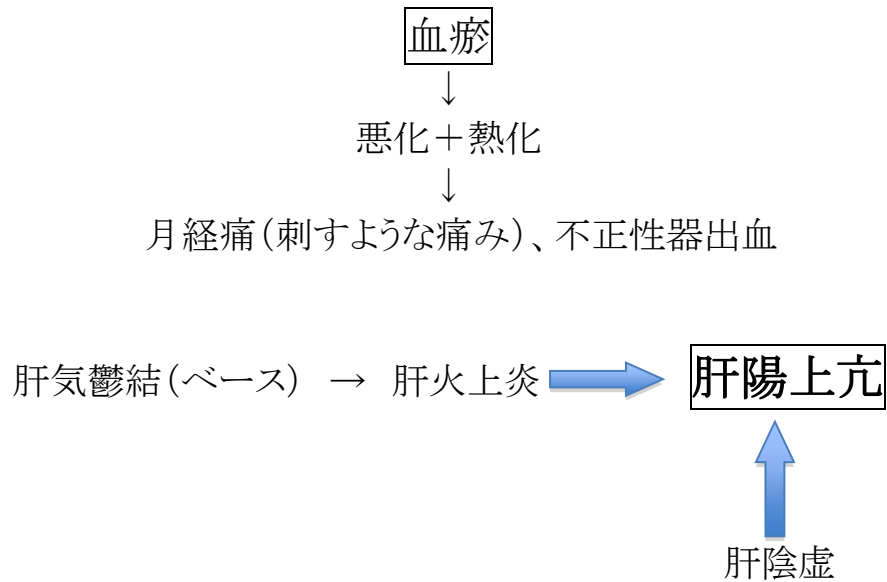 血瘀
↓
悪化＋熱化
↓
月経痛（刺すような痛み）、不正性器出血
肝気鬱結（ベース） → 肝火上炎 肝陽上亢
肝陰虚